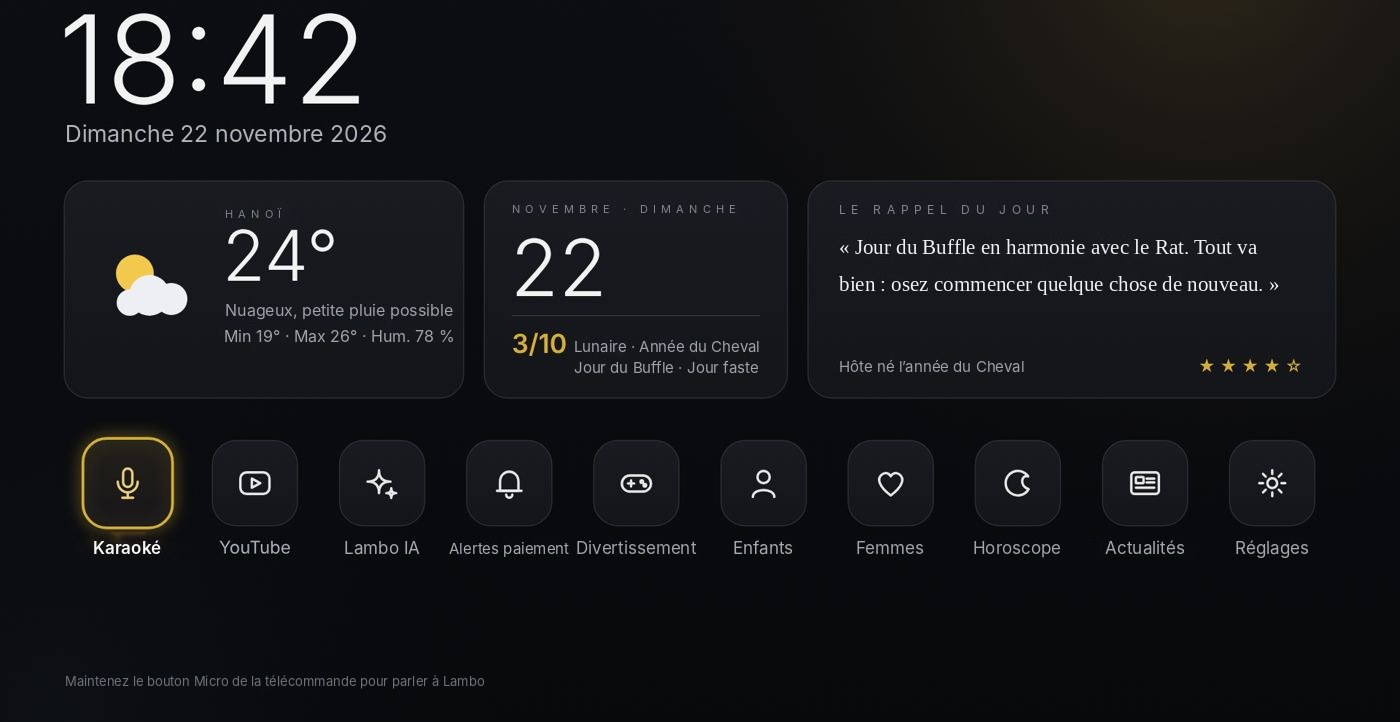 18:42
Dimanche 22 novembre 2026
HANOÏ
24°
Nuageux, petite pluie possible
Min 19° · Max 26° · Hum. 78 %
NOVEMBRE · DIMANCHE
22
3/10 Lunaire · Année du Cheval
Jour du Buffle · Jour faste
LE RAPPEL DU JOUR
« Jour du Buffle en harmonie avec le Rat. Tout va
bien : osez commencer quelque chose de nouveau. »
Hôte né l’année du Cheval ★★★★☆
Karaoké
YouTube
Lambo IA
Alertes paiement
Divertissement
Enfants
Femmes
Horoscope
Actualités
Réglages
Maintenez le bouton Micro de la télécommande pour parler à Lambo